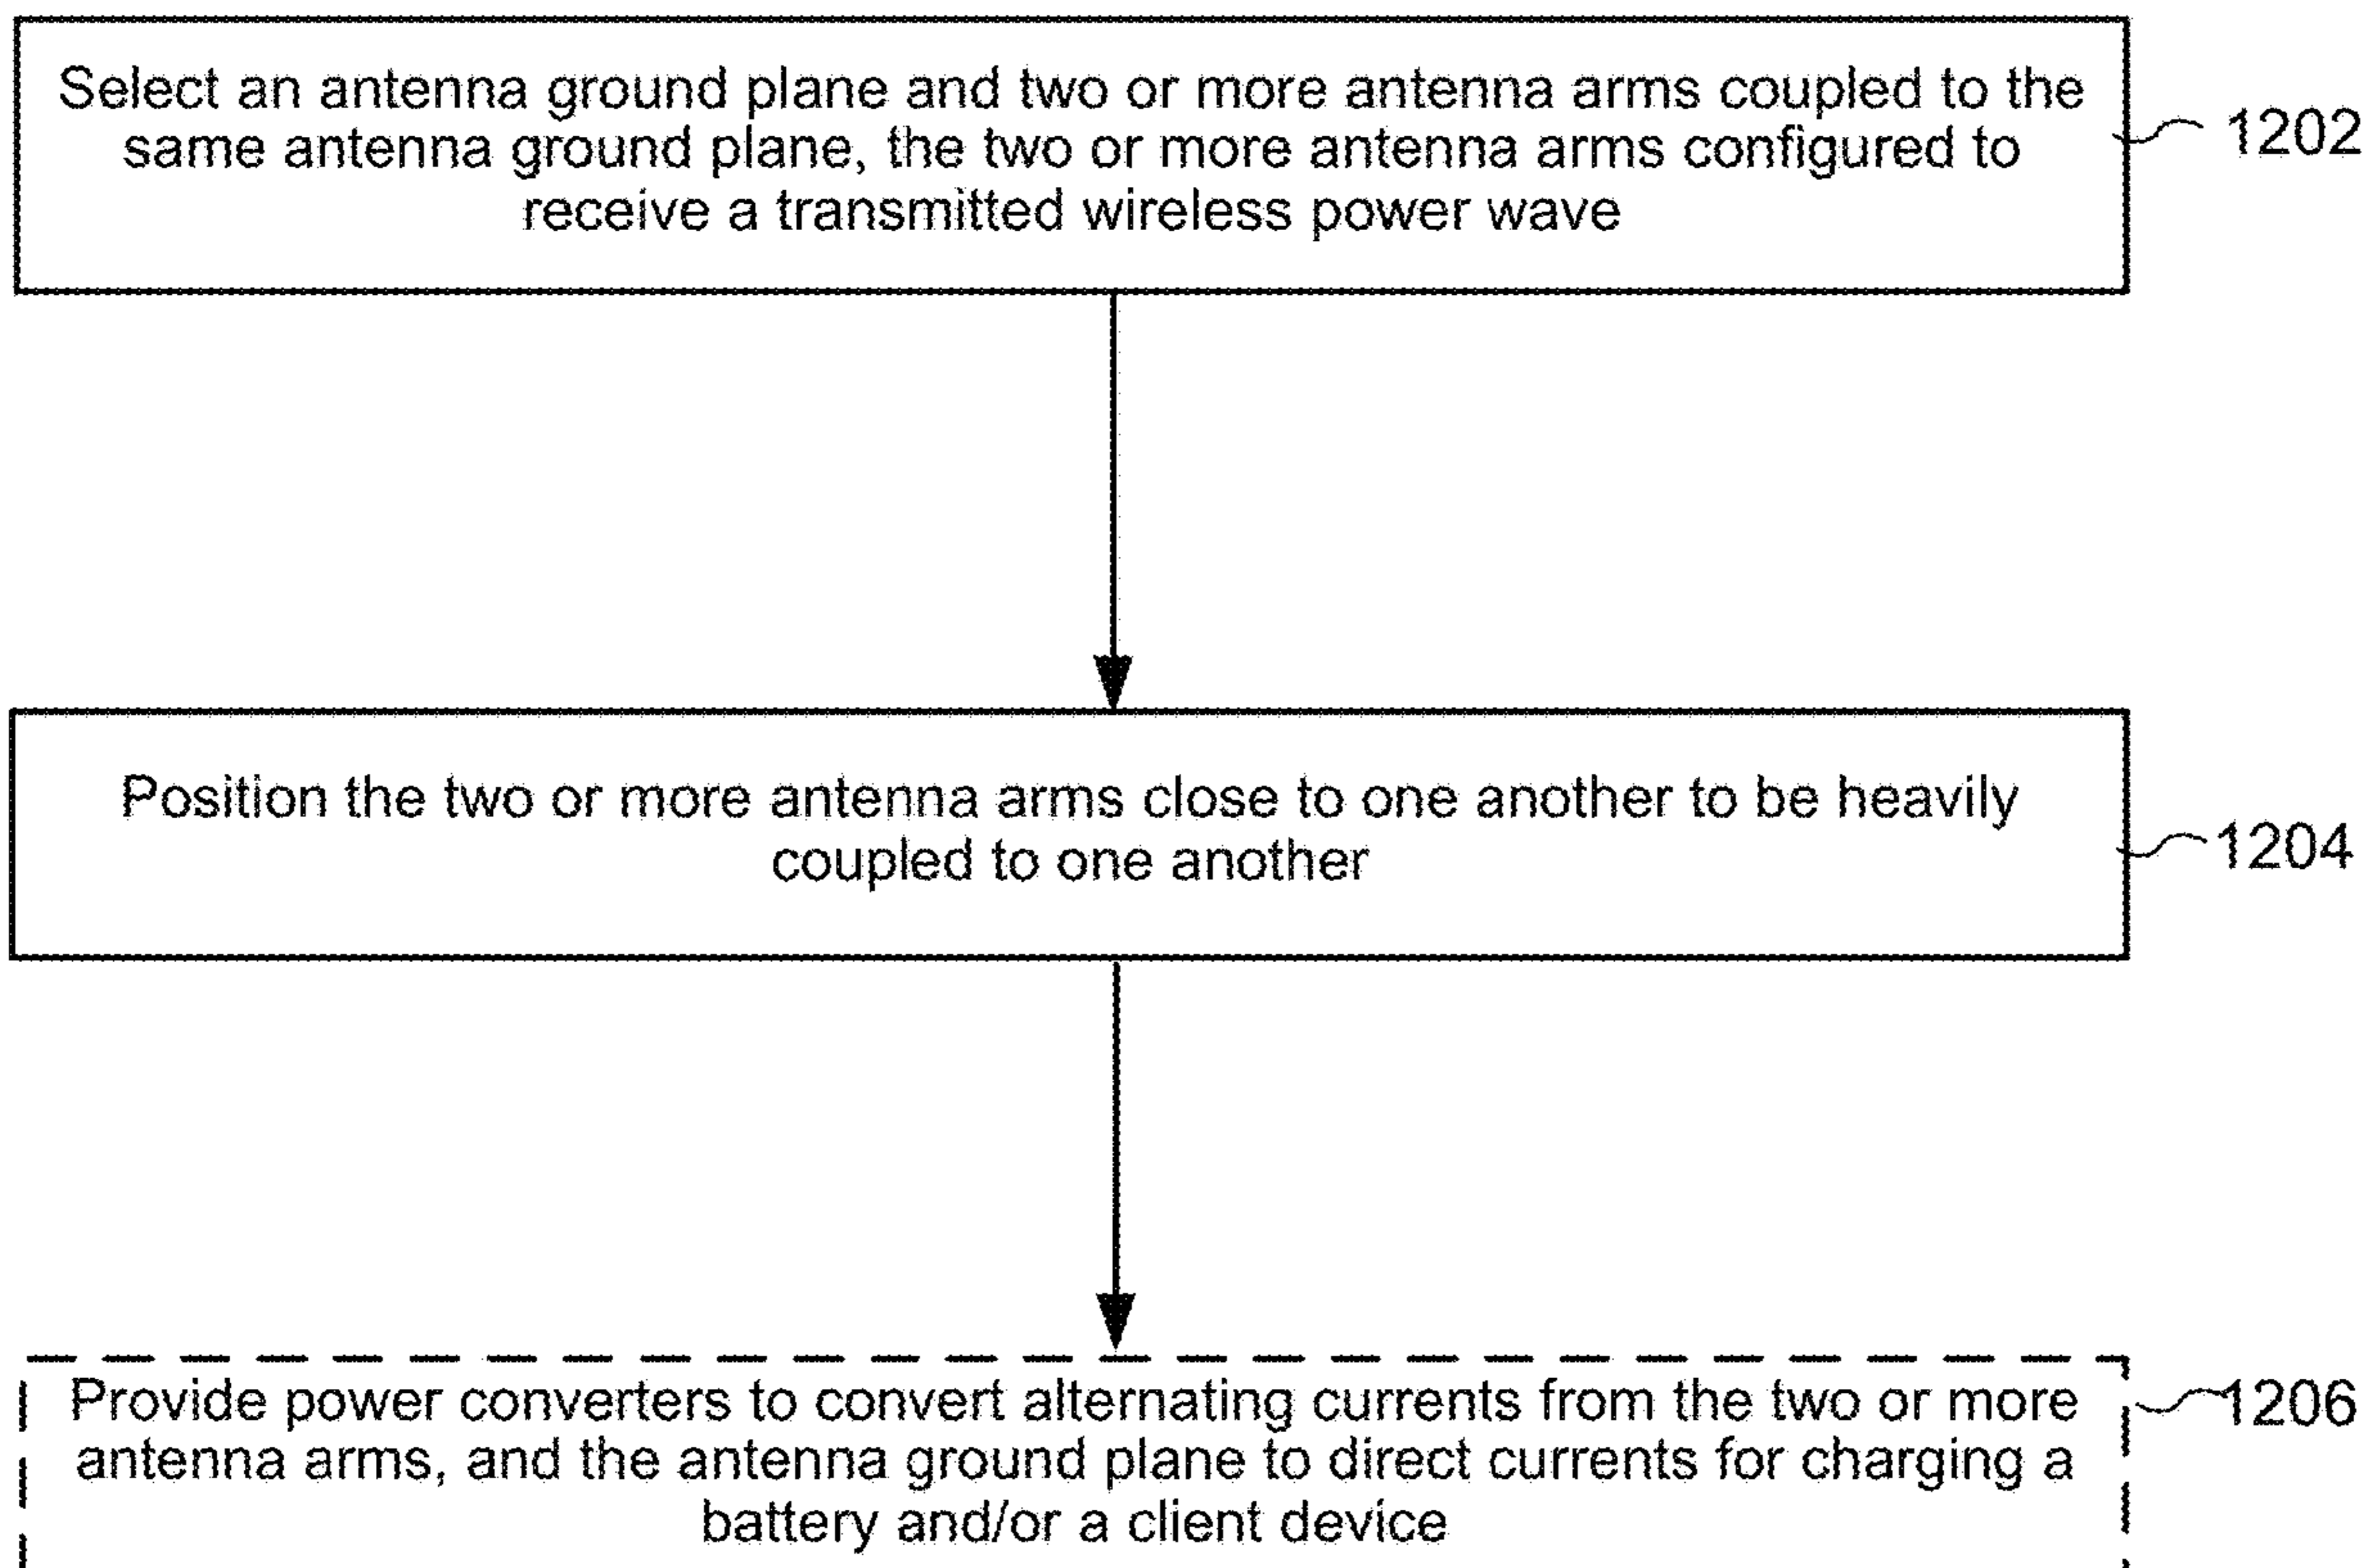 Select an antenna ground plane and two or more antenna arms coupled to the
same antenna ground plane, the two or more antenna arms configured to
receive a transmitted wireless power wave
1202
Position the two or more antenna arms close to one another to be heavily
coupled to one another
1204
Provide power converters to convert alternating currents from the two or more
antenna arms, and the antenna ground plane to direct currents for charging a
battery and/or a client device
1206